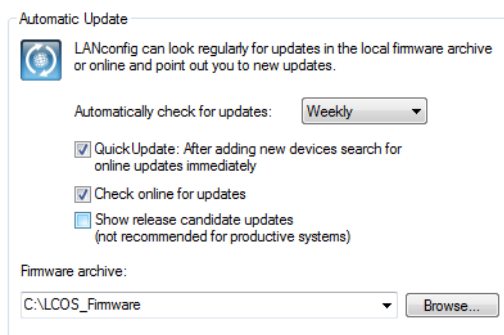 Automatic Update
LANconfig can look regularly for updates in the local firmware archive
or online and point out you to new updates.
Automatically check for updates: Weekly
QuickUpdate: After adding new devices search for
online updates immediately
Check online for updates
Show release candidate updates
(not recommended for productive systems)
Firmware archive:
C:\LCOS_Firmware Browse...